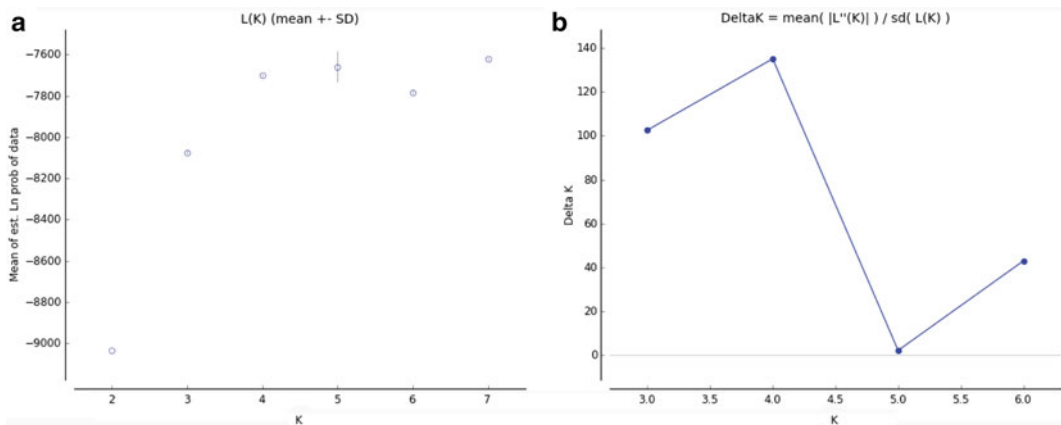 a
L(K) (mean +- SD)
Mean of est. Ln prob of data
−7600
−7800
−8000
−8200
−8400
−8600
−8800
−9000
2 3 4 5 6 7
K
b
DeltaK = mean( |L''(K)| ) / sd( L(K) )
Delta K
140
120
100
80
60
40
20
0
3.0 3.5 4.0 4.5 5.0 5.5 6.0
K